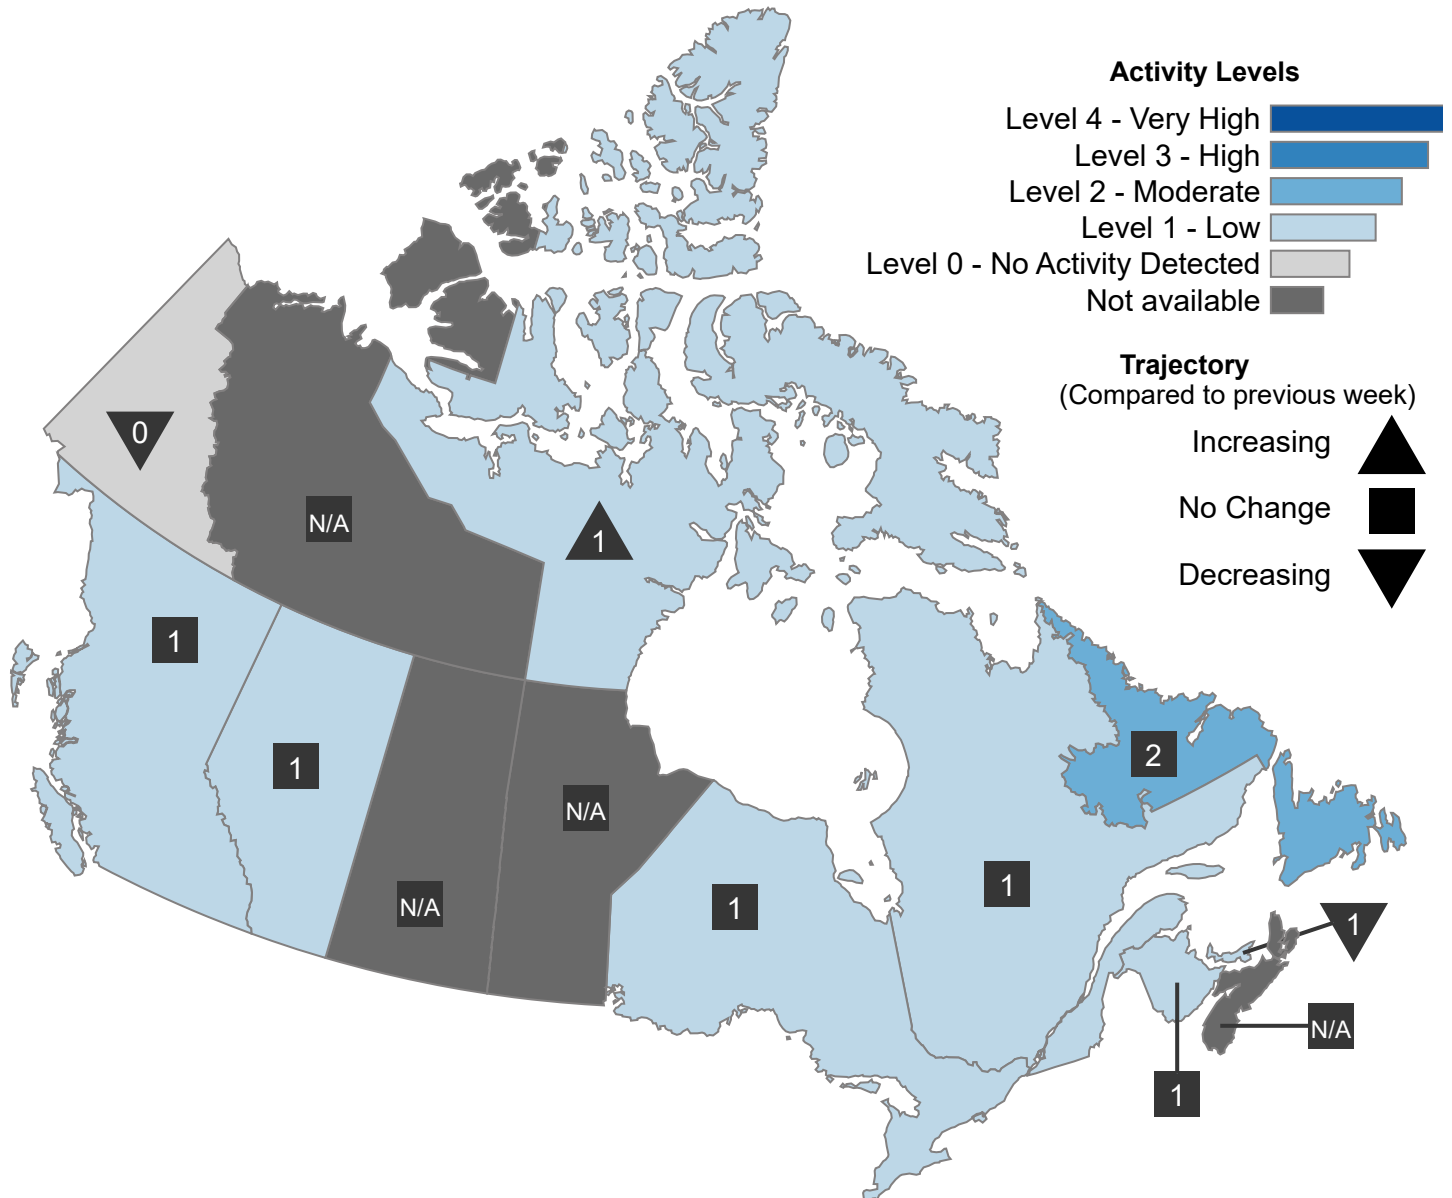 Activity Levels
Level 4 - Very High
Level 3 - High
Level 2 - Moderate
Level 1 - Low
Level 0 - No Activity Detected
Not available
Trajectory
(Compared to previous week)
Increasing
No Change
Decreasing
0
N/A
1
1
1
2
N/A
N/A
1
1
1
N/A
1